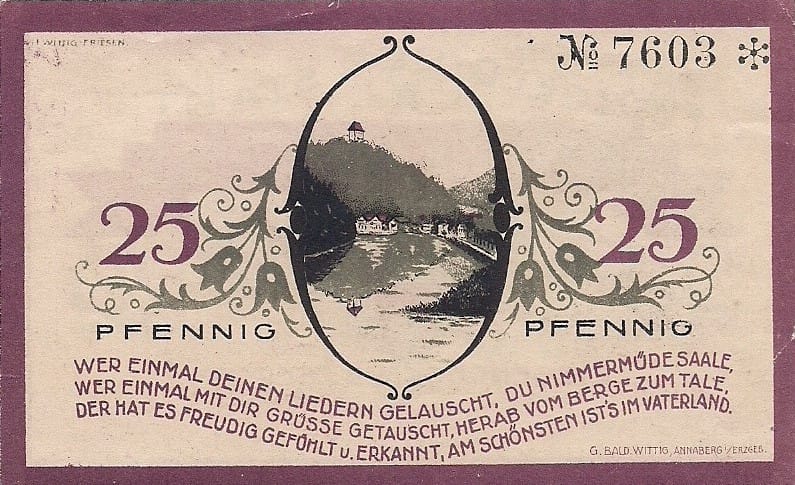 WITTIG-FRIESEN.
№ 7603 *
25 25
PFENNIG PFENNIG
WER EINMAL DEINEN LIEDERN GELAUSCHT, DU NIMMERMÜDE SAALE,
WER EINMAL MIT DIR GRÜSSE GETAUSCHT, HERAB VOM BERGE ZUM TALE,
DER HAT ES FREUDIG GEFÜHLT u. ERKANNT, AM SCHÖNSTEN IST'S IM VATERLAND.
G. BALD. WITTIG, ANNABERG i/ERZGEB.